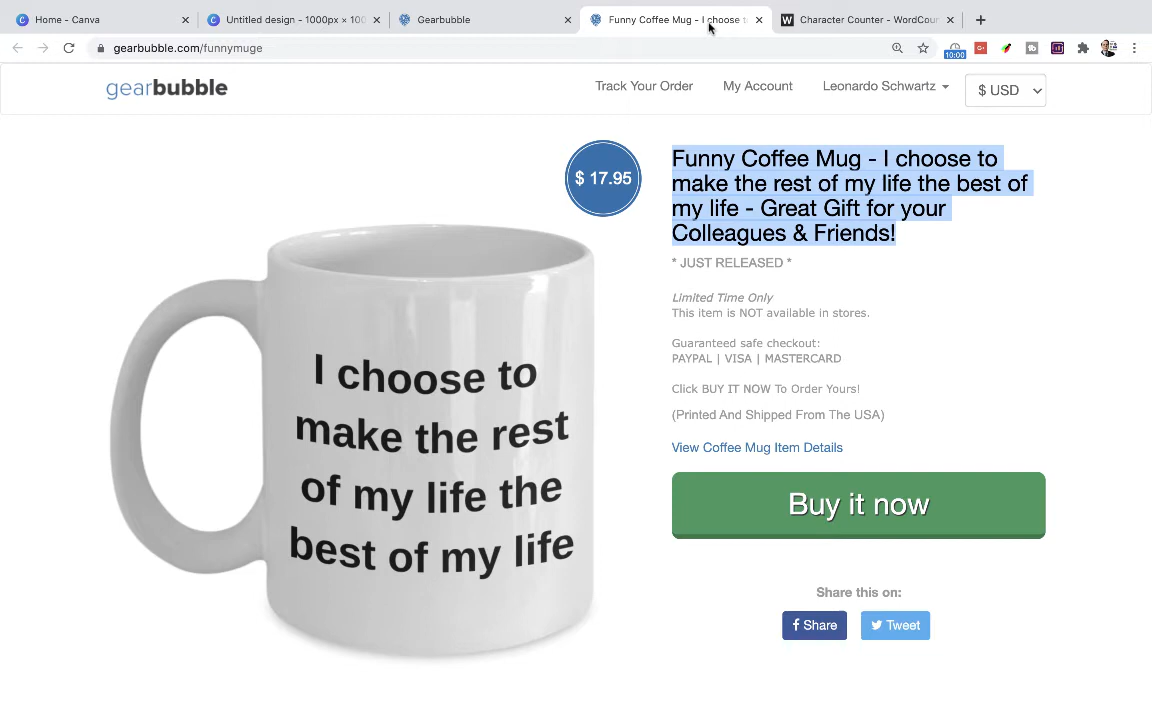 Home - Canva
Untitled design - 1000px × 100
Gearbubble
Funny Coffee Mug - I choose to
Character Counter - WordCoun
gearbubble.com/funnymuge
10:00
gearbubble
Track Your Order
My Account
Leonardo Schwartz
$ USD
$ 17.95
Funny Coffee Mug - I choose to
make the rest of my life the best of
my life - Great Gift for your
Colleagues & Friends!
* JUST RELEASED *
Limited Time Only
This item is NOT available in stores.
Guaranteed safe checkout:
PAYPAL | VISA | MASTERCARD
Click BUY IT NOW To Order Yours!
(Printed And Shipped From The USA)
View Coffee Mug Item Details
Buy it now
Share this on:
Share
Tweet
I choose to
make the rest
of my life the
best of my life